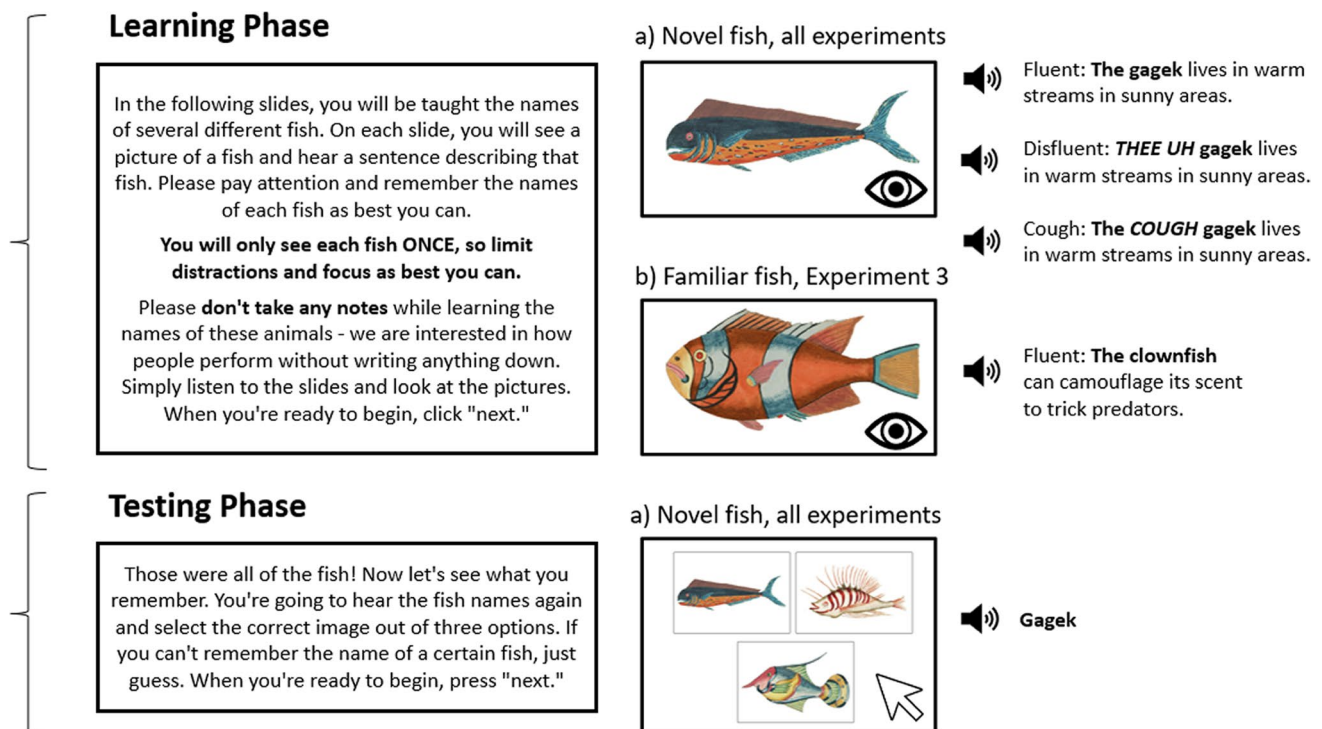 Learning Phase
In the following slides, you will be taught the names
of several different fish. On each slide, you will see a
picture of a fish and hear a sentence describing that
fish. Please pay attention and remember the names
of each fish as best you can.
You will only see each fish ONCE, so limit
distractions and focus as best you can.
Please don't take any notes while learning the
names of these animals - we are interested in how
people perform without writing anything down.
Simply listen to the slides and look at the pictures.
When you're ready to begin, click "next."
a) Novel fish, all experiments
Fluent: The gagek lives in warm
streams in sunny areas.
Disfluent: THEE UH gagek lives
in warm streams in sunny areas.
Cough: The COUGH gagek lives
in warm streams in sunny areas.
b) Familiar fish, Experiment 3
Fluent: The clownfish
can camouflage its scent
to trick predators.
Testing Phase
Those were all of the fish! Now let's see what you
remember. You're going to hear the fish names again
and select the correct image out of three options. If
you can't remember the name of a certain fish, just
guess. When you're ready to begin, press "next."
a) Novel fish, all experiments
Gagek